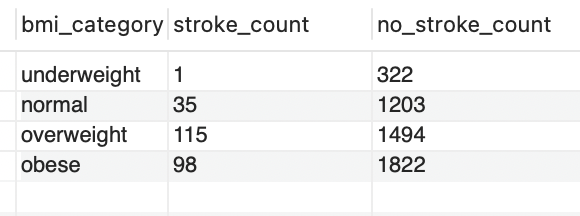 bmi_category stroke_count no_stroke_count
underweight 1 322
normal 35 1203
overweight 115 1494
obese 98 1822